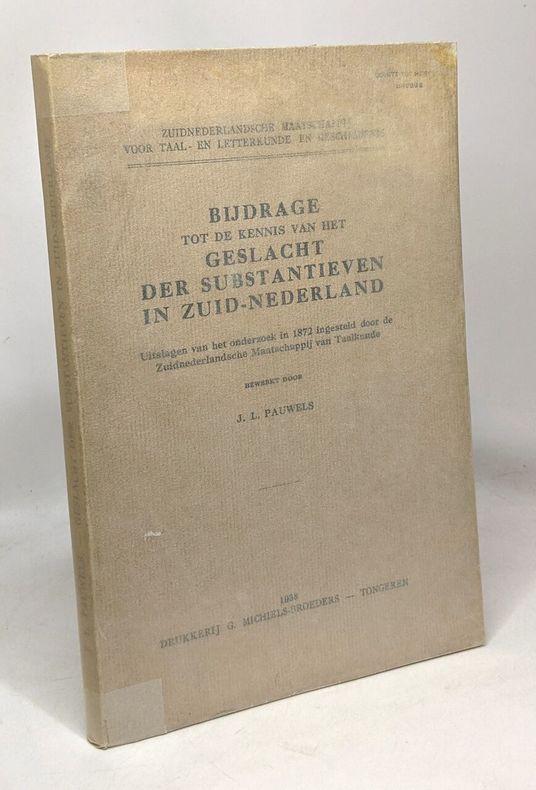 ZUIDNEDERLANDSCHE MAATSCHAPPIJ
VOOR TAAL- EN LETTERKUNDE EN GESCHIEDENIS
BIJDRAGE
TOT DE KENNIS VAN HET
GESLACHT
DER SUBSTANTIEVEN
IN ZUID-NEDERLAND
Uitslagen van het onderzoek in 1872 ingesteld door de
Zuidnederlandsche Maatschappij van Taalkunde
BEWERKT DOOR
J. L. PAUWELS
1938
DRUKKERIJ G. MICHIELS-BROEDERS — TONGEREN